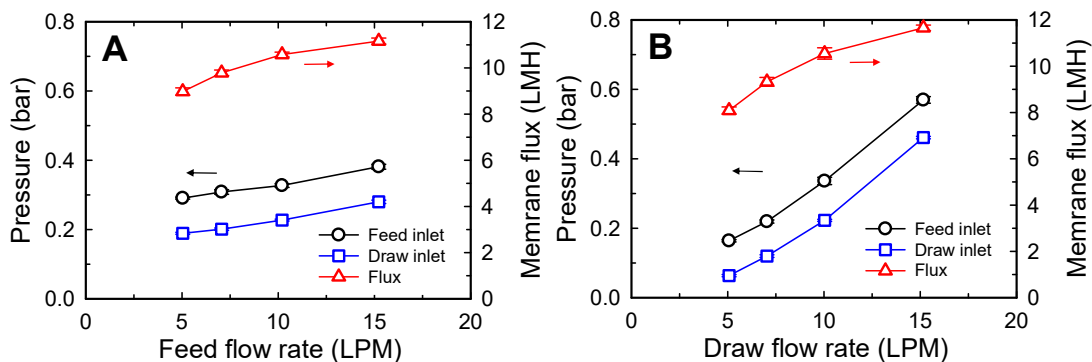 A
Pressure (bar)
0.8
0.6
0.4
0.2
0.0
0
5
10
15
20
Feed flow rate (LPM)
12
10
8
6
4
2
0
Memrane flux (LMH)
Feed inlet
Draw inlet
Flux
B
Pressure (bar)
0.8
0.6
0.4
0.2
0.0
0
5
10
15
20
Draw flow rate (LPM)
12
10
8
6
4
2
0
Memrane flux (LMH)
Feed inlet
Draw inlet
Flux